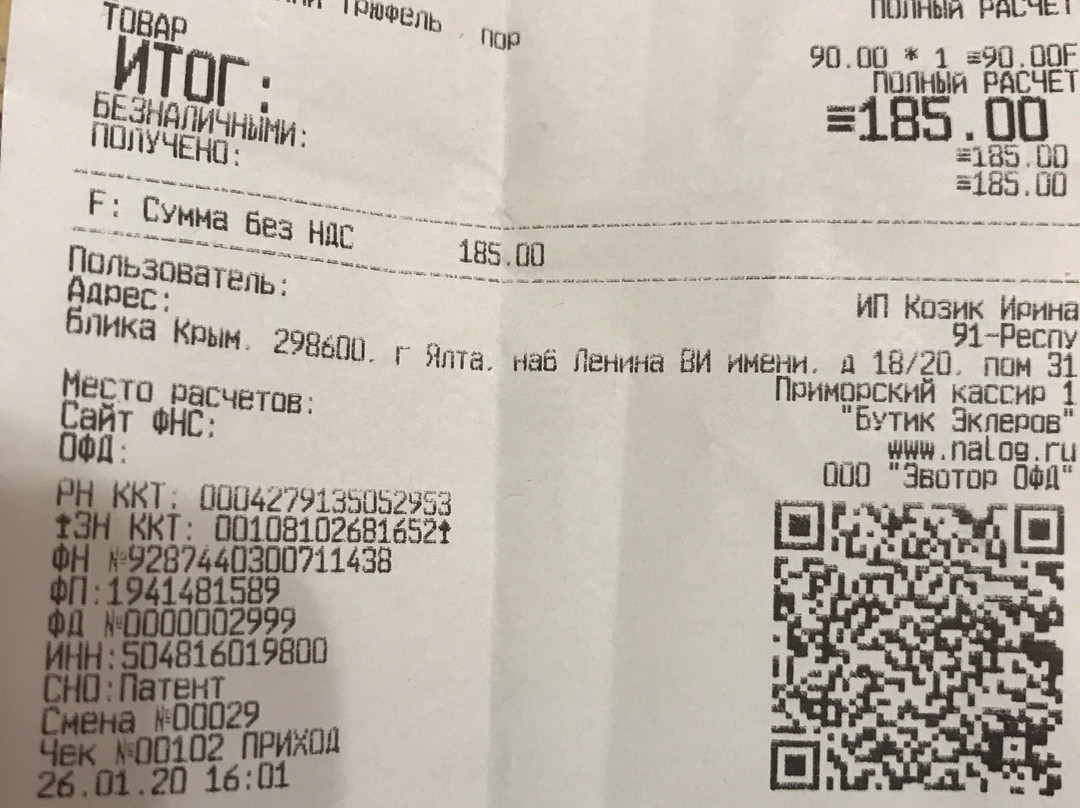 Трюфель . пор
ПОЛНЫЙ РАСЧЕТ
90.00 * 1 =90.00F
ТОВАР
ПОЛНЫЙ РАСЧЕТ
ИТОГ: ≡185.00
БЕЗНАЛИЧНЫМИ: =185.00
ПОЛУЧЕНО: =185.00
F: Сумма без НДС 185.00
Пользователь: ИП Козик Ирина
Адрес: 91-Респу
блика Крым, 298600, г Ялта, наб Ленина ВИ имени, д 18/20, пом 31
Приморский кассир 1
Место расчетов: "Бутик Эклеров"
Сайт ФНС: www.nalog.ru
ОФД: ООО "Эвотор ОФД"
РН ККТ: 0004279135052953
ЗН ККТ: 00108102681652
ФН №9287440300711438
ФП:1941481589
ФД №0000002999
ИНН:504816019800
СНО:Патент
Смена №00029
Чек №00102 ПРИХОД
26.01.20 16:01